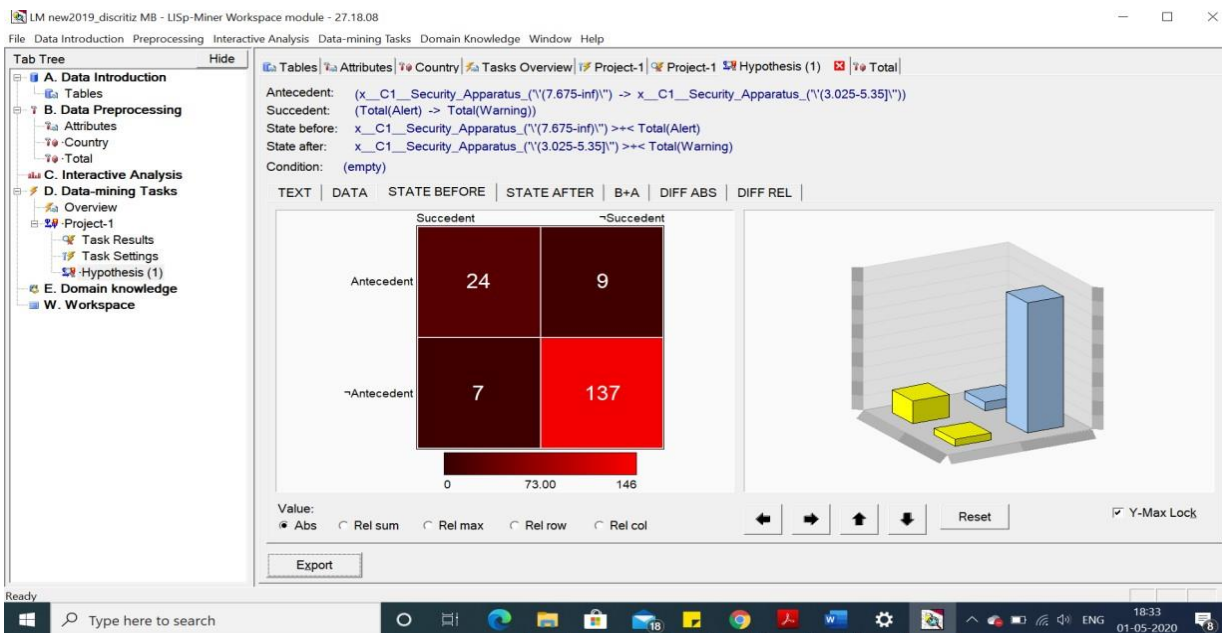 LM new2019_discritiz MB - LISp-Miner Workspace module - 27.18.08
File Data Introduction Preprocessing Interactive Analysis Data-mining Tasks Domain Knowledge Window Help
Tab Tree
Hide
A. Data Introduction
Tables
B. Data Preprocessing
Attributes
·Country
·Total
C. Interactive Analysis
D. Data-mining Tasks
Overview
·Project-1
Task Results
Task Settings
·Hypothesis (1)
E. Domain knowledge
W. Workspace
Tables Attributes Country Tasks Overview Project-1 Project-1 Hypothesis (1) Total
Antecedent: (x__C1__Security_Apparatus_("\'(7.675-inf)\'") -> x__C1__Security_Apparatus_("\'(3.025-5.35]\'"))
Succedent: (Total(Alert) -> Total(Warning))
State before: x__C1__Security_Apparatus_("\'(7.675-inf)\'") >÷< Total(Alert)
State after: x__C1__Security_Apparatus_("\'(3.025-5.35]\'") >÷< Total(Warning)
Condition: (empty)
TEXT DATA STATE BEFORE STATE AFTER B+A DIFF ABS DIFF REL
Succedent ¬Succedent
Antecedent 24 9
¬Antecedent 7 137
0 73.00 146
Value:
Abs Rel sum Rel max Rel row Rel col
Reset
Y-Max Lock
Export
Ready
Type here to search
18
ENG
18:33
01-05-2020
8